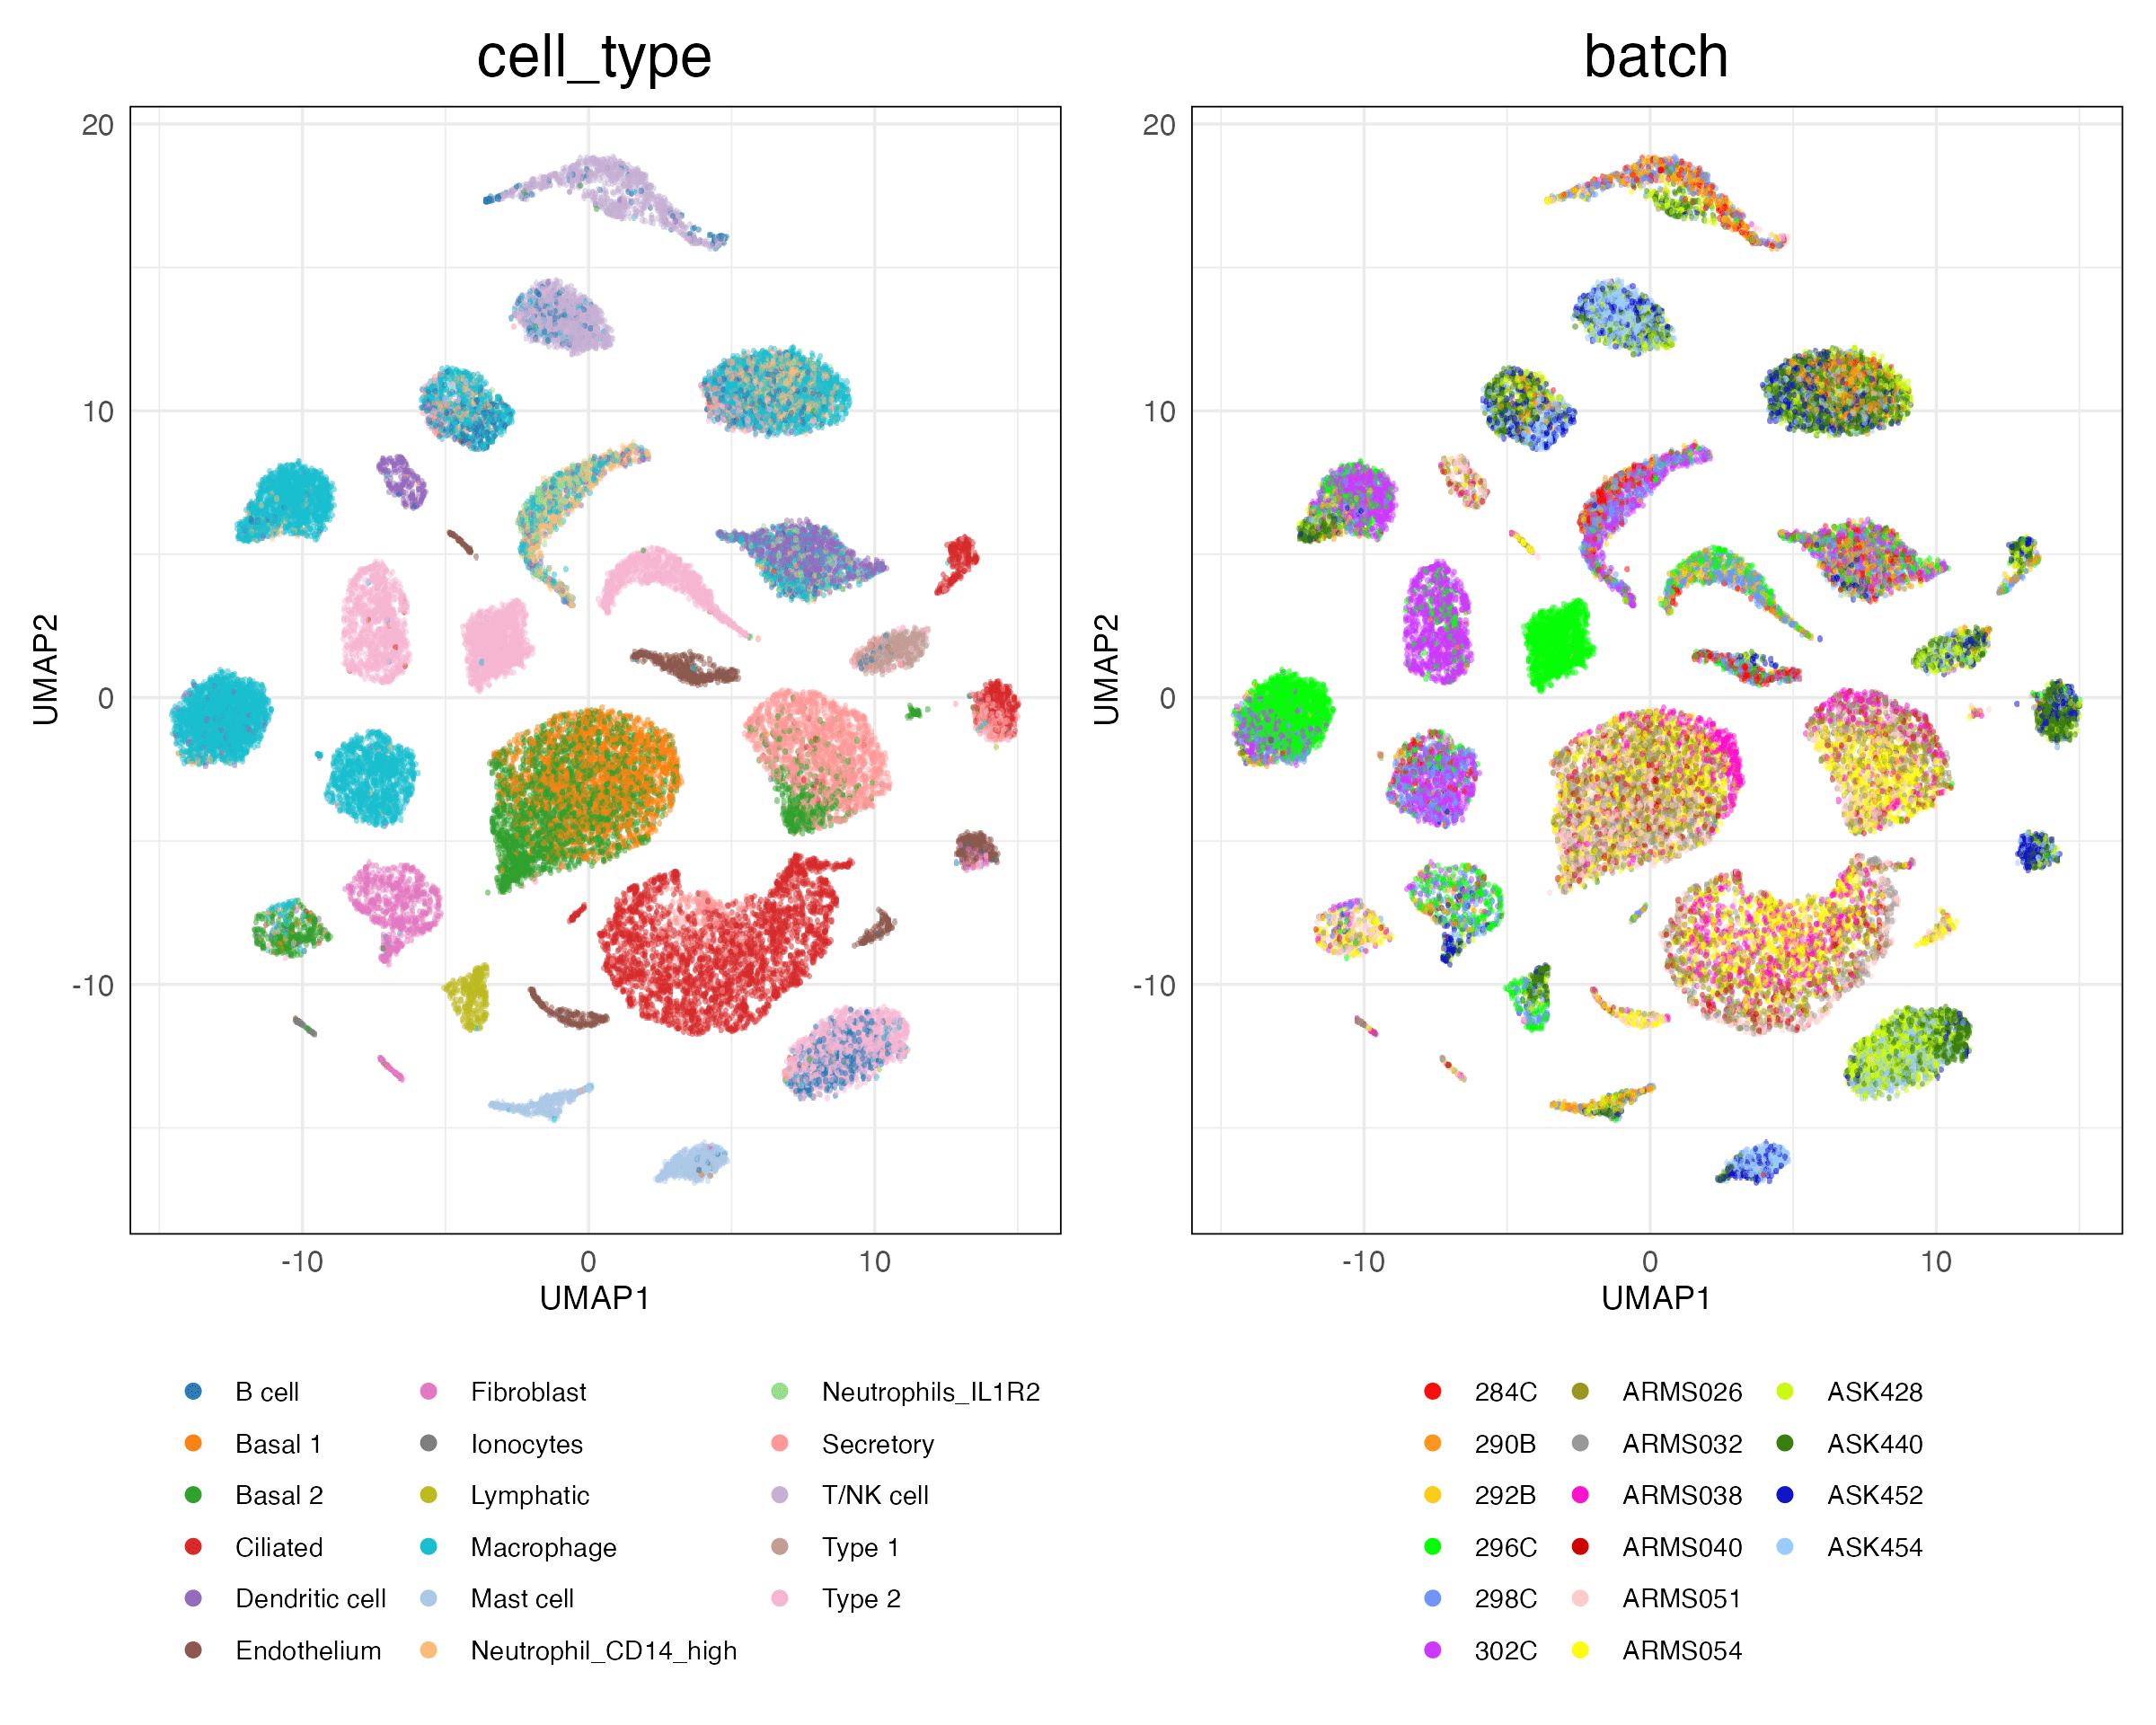 cell_type
batch
20
10
0
-10
UMAP2
-10 0 10
UMAP1
20
10
0
-10
UMAP2
-10 0 10
UMAP1
B cell
Basal 1
Basal 2
Ciliated
Dendritic cell
Endothelium
Fibroblast
Ionocytes
Lymphatic
Macrophage
Mast cell
Neutrophil_CD14_high
Neutrophils_IL1R2
Secretory
T/NK cell
Type 1
Type 2
284C
290B
292B
296C
298C
302C
ARMS026
ARMS032
ARMS038
ARMS040
ARMS051
ARMS054
ASK428
ASK440
ASK452
ASK454